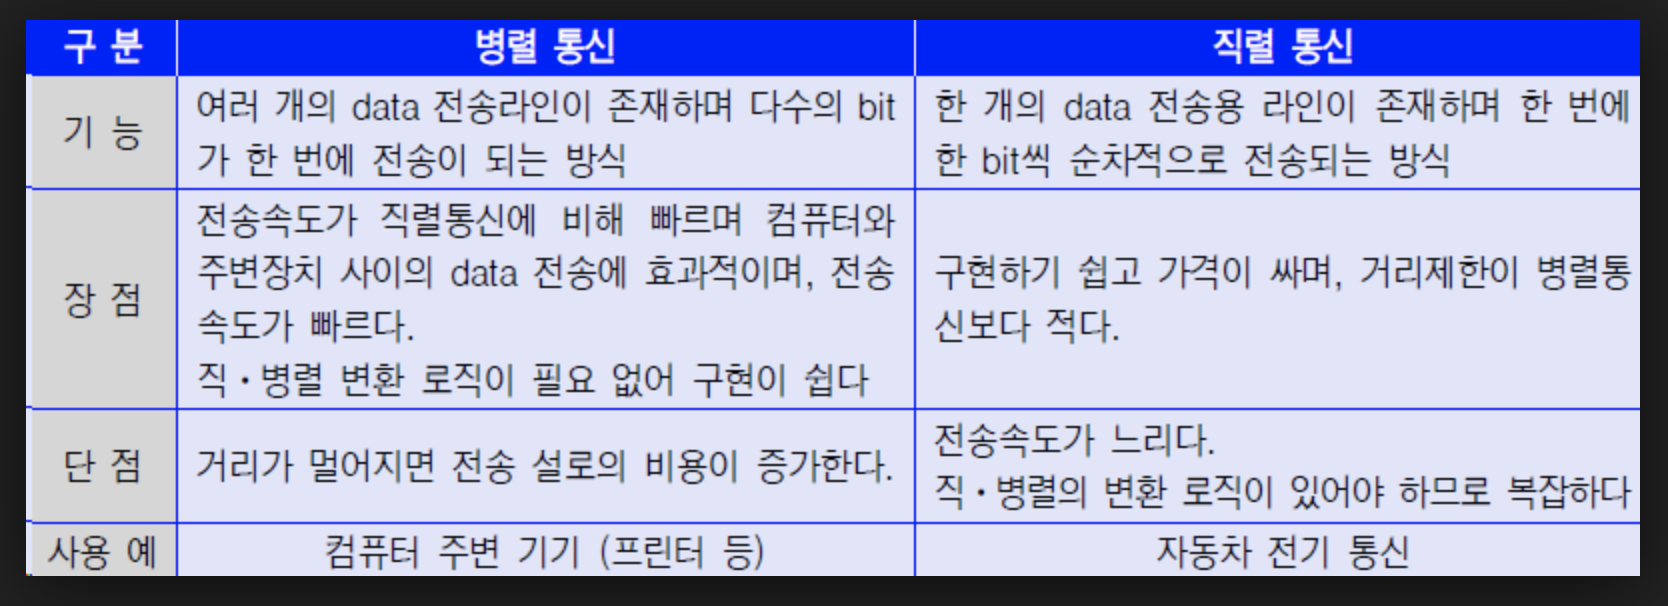 구 분 병렬 통신 직렬 통신
기 능
여러 개의 data 전송라인이 존재하며 다수의 bit
가 한 번에 전송이 되는 방식
한 개의 data 전송용 라인이 존재하며 한 번에
한 bit씩 순차적으로 전송되는 방식
장 점
전송속도가 직렬통신에 비해 빠르며 컴퓨터와
주변장치 사이의 data 전송에 효과적이며, 전송
속도가 빠르다.
직·병렬 변환 로직이 필요 없어 구현이 쉽다
구현하기 쉽고 가격이 싸며, 거리제한이 병렬통
신보다 적다.
단 점
거리가 멀어지면 전송 설로의 비용이 증가한다.
전송속도가 느리다.
직·병렬의 변환 로직이 있어야 하므로 복잡하다
사용 예 컴퓨터 주변 기기 (프린터 등) 자동차 전기 통신